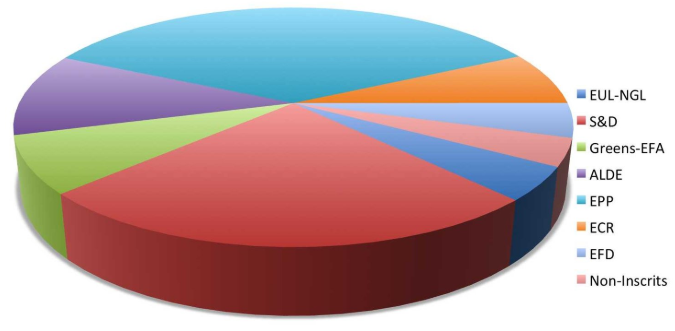 EUL-NGL
S&D
Greens-EFA
ALDE
EPP
ECR
EFD
Non-Inscrits